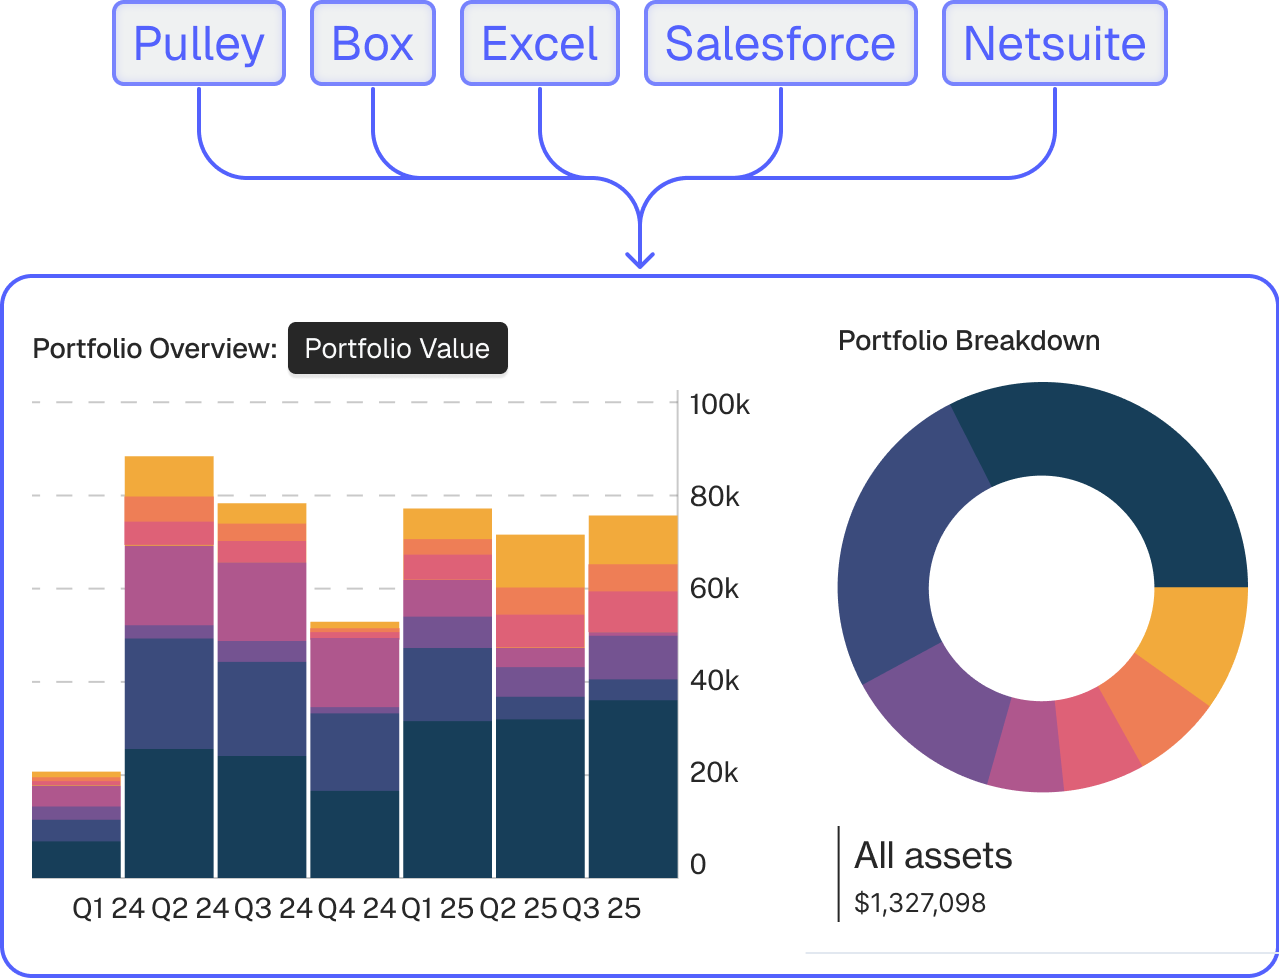 Pulley Box Excel Salesforce Netsuite
Portfolio Overview: Portfolio Value
Portfolio Breakdown
100k
80k
60k
40k
20k
0
Q1 24 Q2 24 Q3 24 Q4 24 Q1 25 Q2 25 Q3 25
All assets
$1,327,098